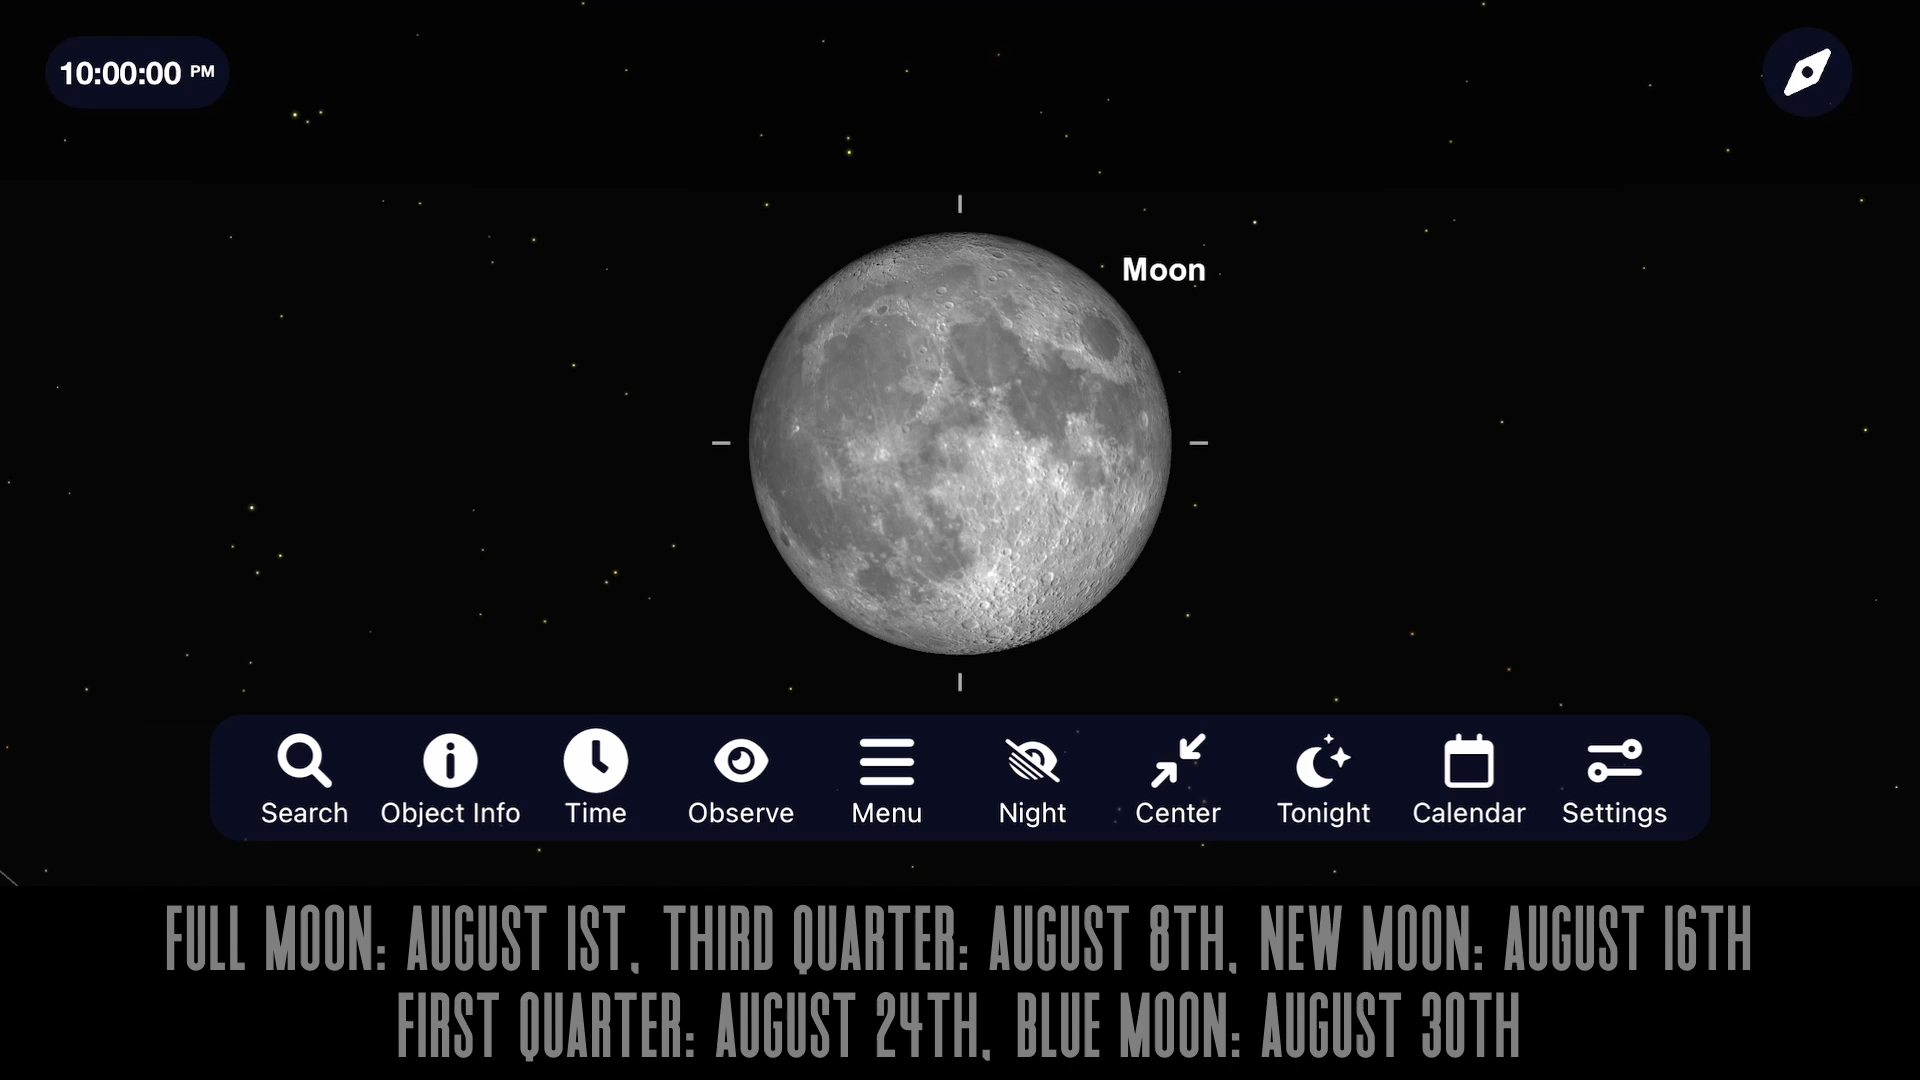 10:00:00 PM
Moon
Search Object Info Time Observe Menu Night Center Tonight Calendar Settings
FULL MOON: AUGUST 1ST, THIRD QUARTER: AUGUST 8TH, NEW MOON: AUGUST 16TH
FIRST QUARTER: AUGUST 24TH, BLUE MOON: AUGUST 30TH